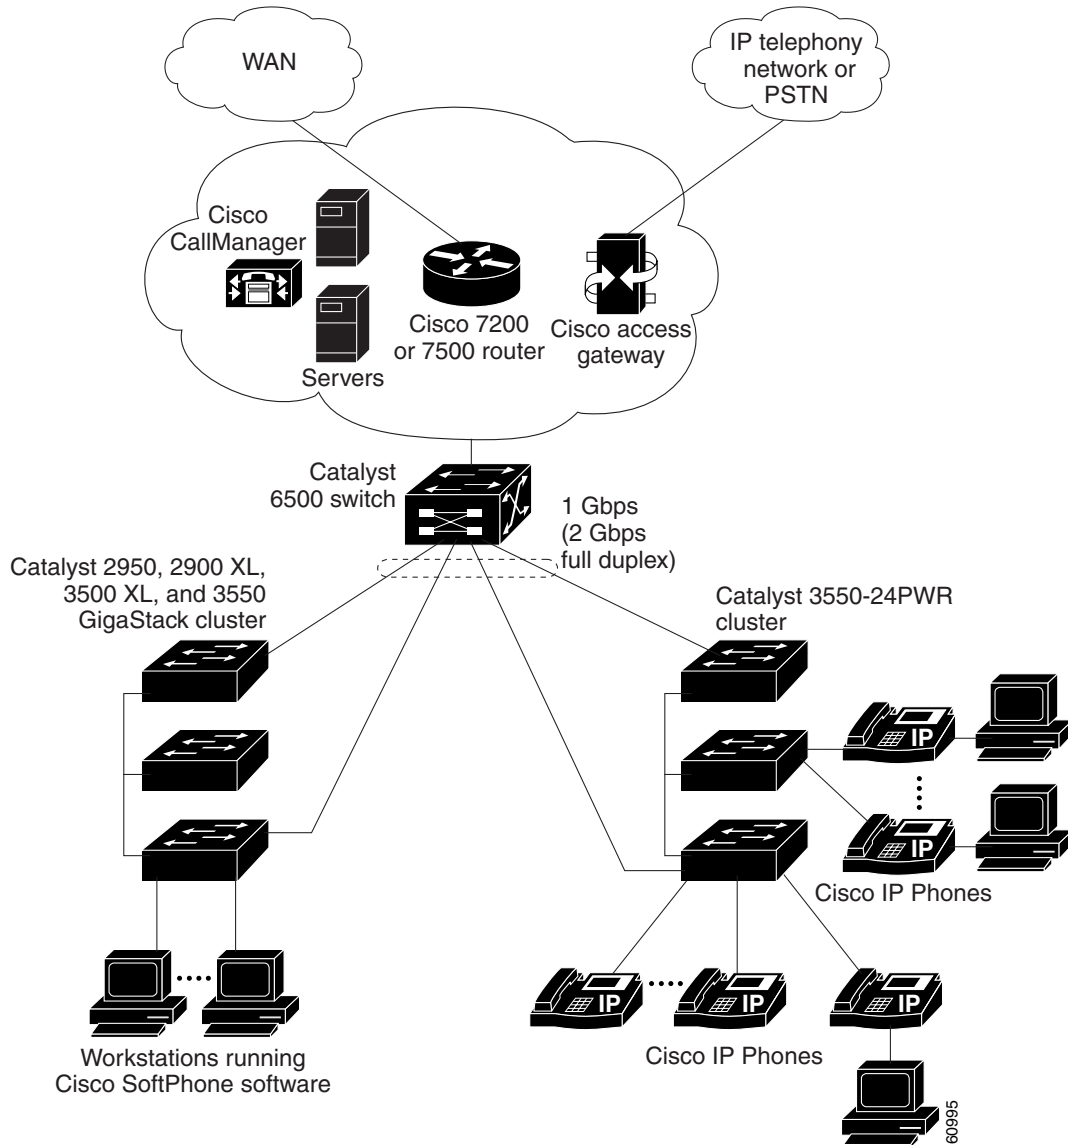 WAN
IP telephony
network or
PSTN
Cisco
CallManager
Servers
Cisco 7200
or 7500 router
Cisco access
gateway
Catalyst
6500 switch
1 Gbps
(2 Gbps
full duplex)
Catalyst 2950, 2900 XL,
3500 XL, and 3550
GigaStack cluster
Catalyst 3550-24PWR
cluster
IP
IP
Cisco IP Phones
IP
IP
IP
Cisco IP Phones
Workstations running
Cisco SoftPhone software
60995